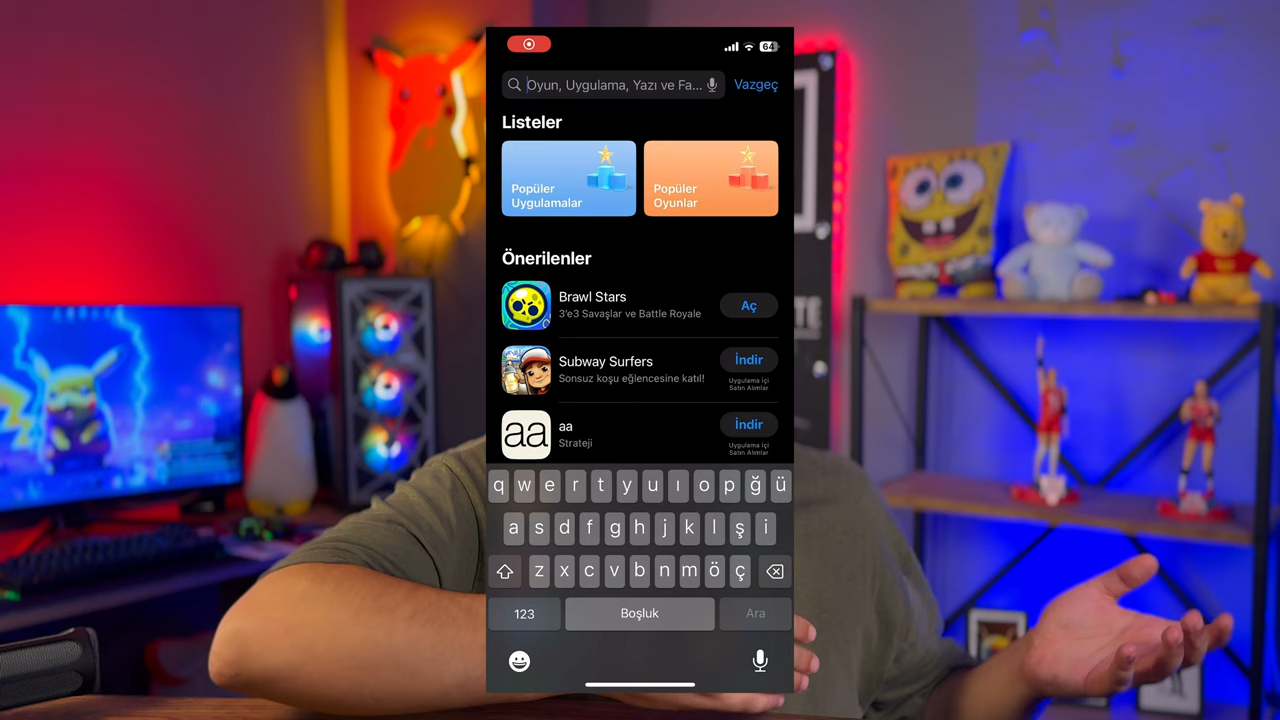 64
Oyun, Uygulama, Yazı ve Fa...
Vazgeç
Listeler
Popüler
Uygulamalar
Popüler
Oyunlar
Önerilenler
Brawl Stars
3'e3 Savaşlar ve Battle Royale
Aç
Subway Surfers
Sonsuz koşu eğlencesine katıl!
İndir
Uygulama İçi
Satın Alımlar
aa
aa
Strateji
İndir
Uygulama İçi
Satın Alımlar
q w e r t y u ı o p ğ ü
a s d f g h j k l ş i
z x c v b n m ö ç
123
Boşluk
Ara